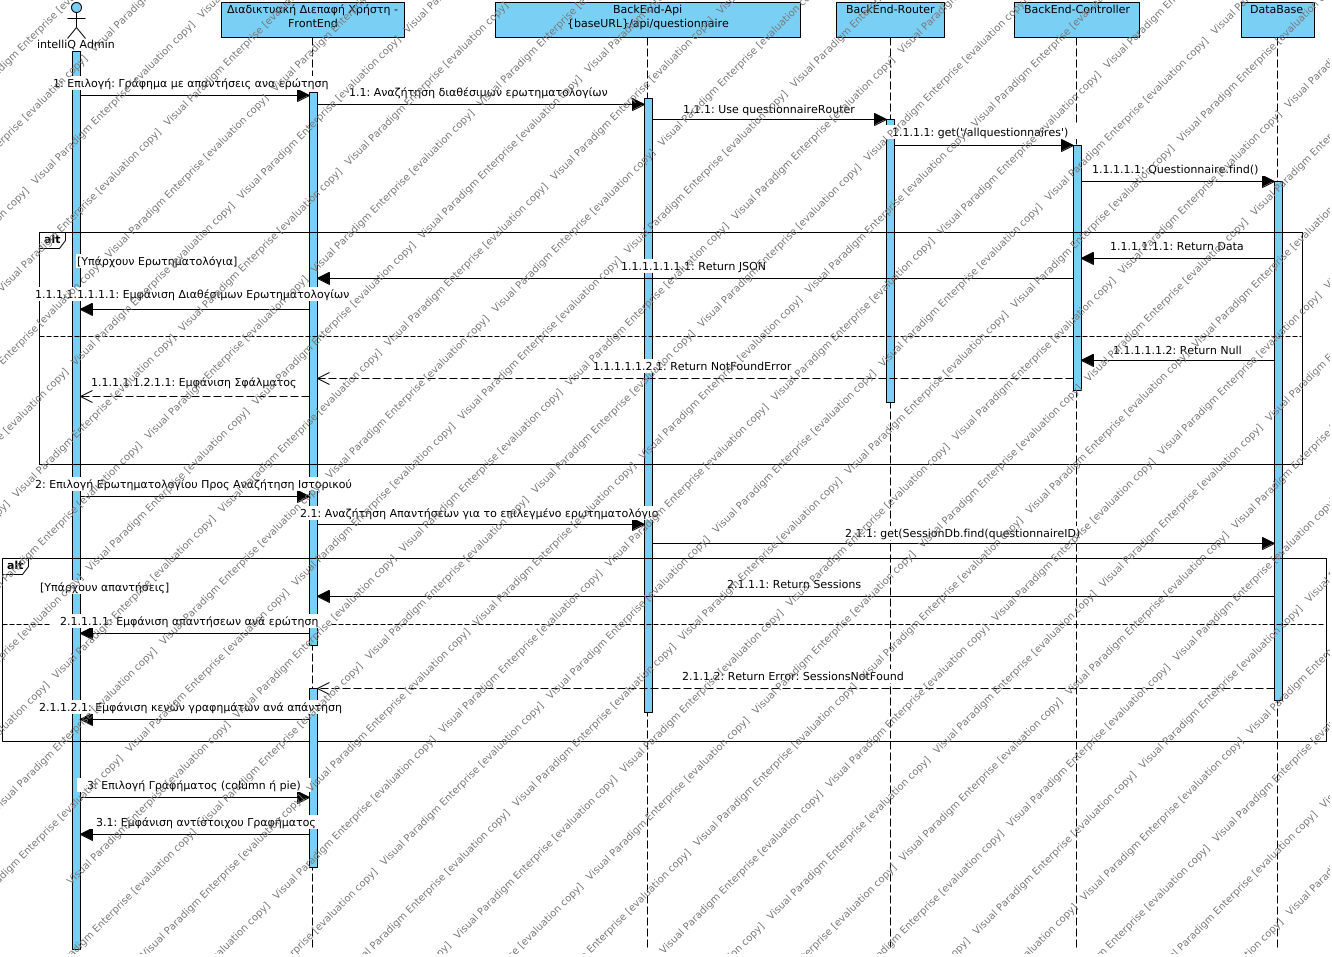 intelliQ Admin
Διαδικτυακή Διεπαφή Χρήστη -
FrontEnd
BackEnd-Api
{baseURL}/api/questionnaire
BackEnd-Router
BackEnd-Controller
DataBase
1: Επιλογή: Γράφημα με απαντήσεις ανα ερώτηση
1.1: Αναζήτηση διαθέσιμων ερωτηματολογίων
1.1.1: Use questionnaireRouter
1.1.1.1: get('/allquestionnaires')
1.1.1.1.1: Questionnaire.find()
alt
[Υπάρχουν Ερωτηματολόγια]
1.1.1.1.1.1: Return Data
1.1.1.1.1.1.1: Return JSON
1.1.1.1.1.1.1.1: Εμφάνιση Διαθέσιμων Ερωτηματολογίων
1.1.1.1.1.2: Return Null
1.1.1.1.1.2.1: Return NotFoundError
1.1.1.1.1.2.1.1: Εμφάνιση Σφάλματος
2: Επιλογή Ερωτηματολογίου Προς Αναζήτηση Ιστορικού
2.1: Αναζήτηση Απαντήσεων για το επιλεγμένο ερωτηματολόγιο
2.1.1: get(SessionDb.find(questionnaireID)
alt
[Υπάρχουν απαντήσεις]
2.1.1.1: Return Sessions
2.1.1.1.1: Εμφάνιση απαντήσεων ανά ερώτηση
2.1.1.2: Return Error: SessionsNotFound
2.1.1.2.1: Εμφάνιση κενών γραφημάτων ανά απάντηση
3: Επιλογή Γραφήματος (column ή pie)
3.1: Εμφάνιση αντίστοιχου Γραφήματος
Visual Paradigm Enterprise [evaluation copy]